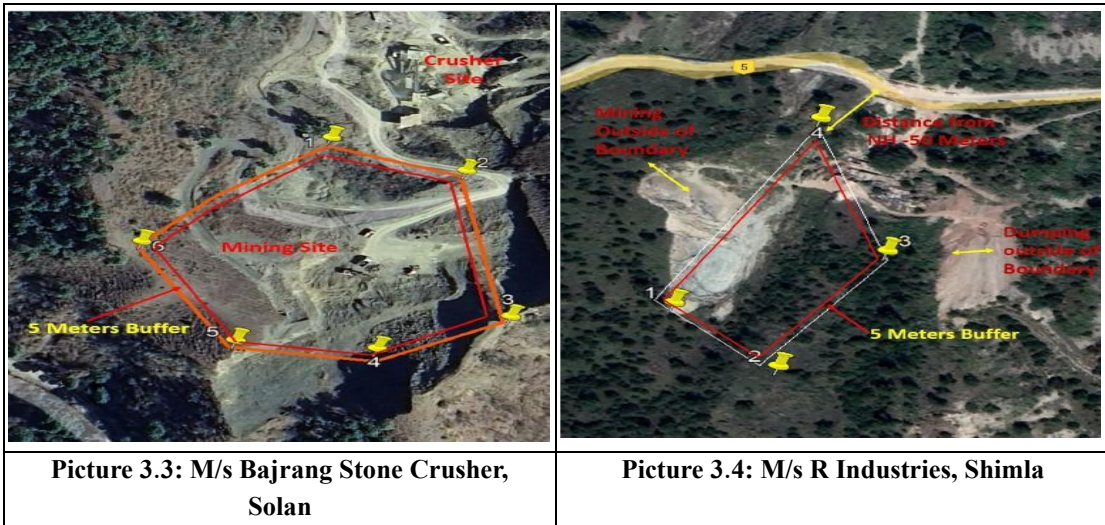 Crusher
Site
1
2
6
Mining Site
3
5 Meters Buffer
5
4
5
Mining
Outside of
Boundary
4
Distance from
NH -50 Meters
3
Dumping
outside of
Boundary
1
5 Meters Buffer
2
Picture 3.3: M/s Bajrang Stone Crusher,
Solan
Picture 3.4: M/s R Industries, Shimla